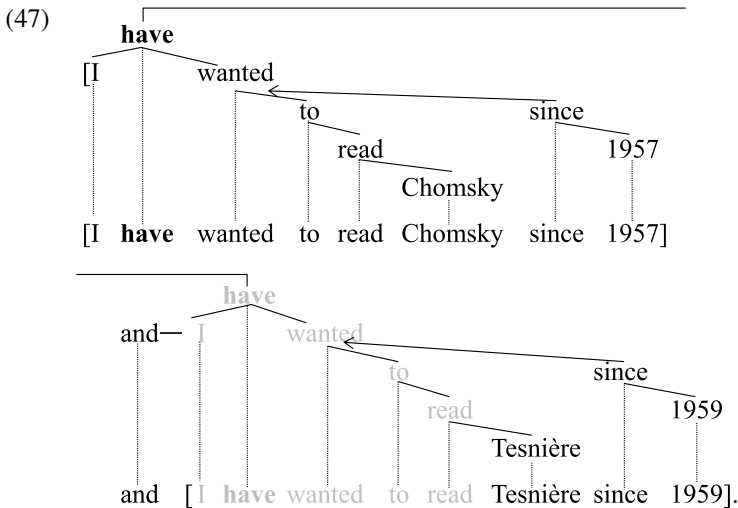 (47)
have
[I wanted
to since
read 1957
Chomsky
[I have wanted to read Chomsky since 1957]
have
and I wanted
to since
read 1959
Tesnière
and [I have wanted to read Tesnière since 1959].